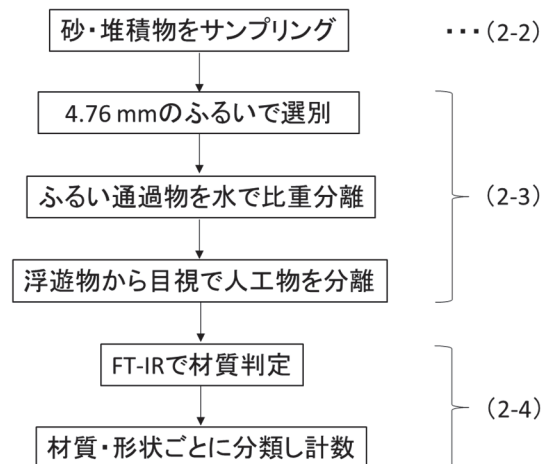 砂・堆積物をサンプリング
･･･(2-2)
4.76 mmのふるいで選別
ふるい通過物を水で比重分離
(2-3)
浮遊物から目視で人工物を分離
FT-IRで材質判定
(2-4)
材質・形状ごとに分類し計数